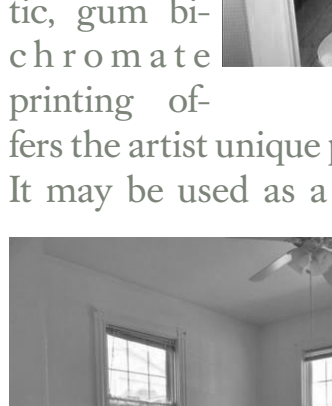 tic, gum bi-
chromate
printing of-
fers the artist unique
It may be used as a